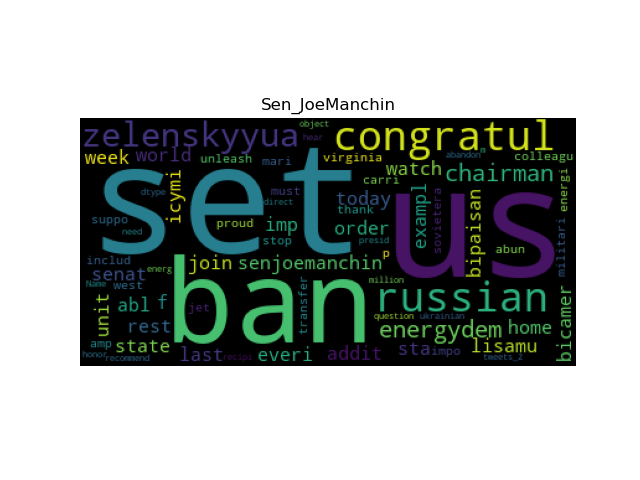 Sen_JoeManchin
object
zelenskyyua
congratul
week
world
unleash
mari
virginia
colleagu
abandon
m
hear
icymi
set
us
watch
chairman
energi
dtype
must
carri
suppo
need
direct
today
exampl
sovietera
bipaisan
proud
imp
thank
order
stop
presid
abun
militari
join
senjoemanchin
p
includ
senat
energ
ban
million
russian
Name
west
unit
abl
f
jet
transfer
question
ukrainian
energydem
home
bicamer
rest
amp
state
last
everi
addit
sta
impo
lisamu
honor
recommend
recipi
tweets_2